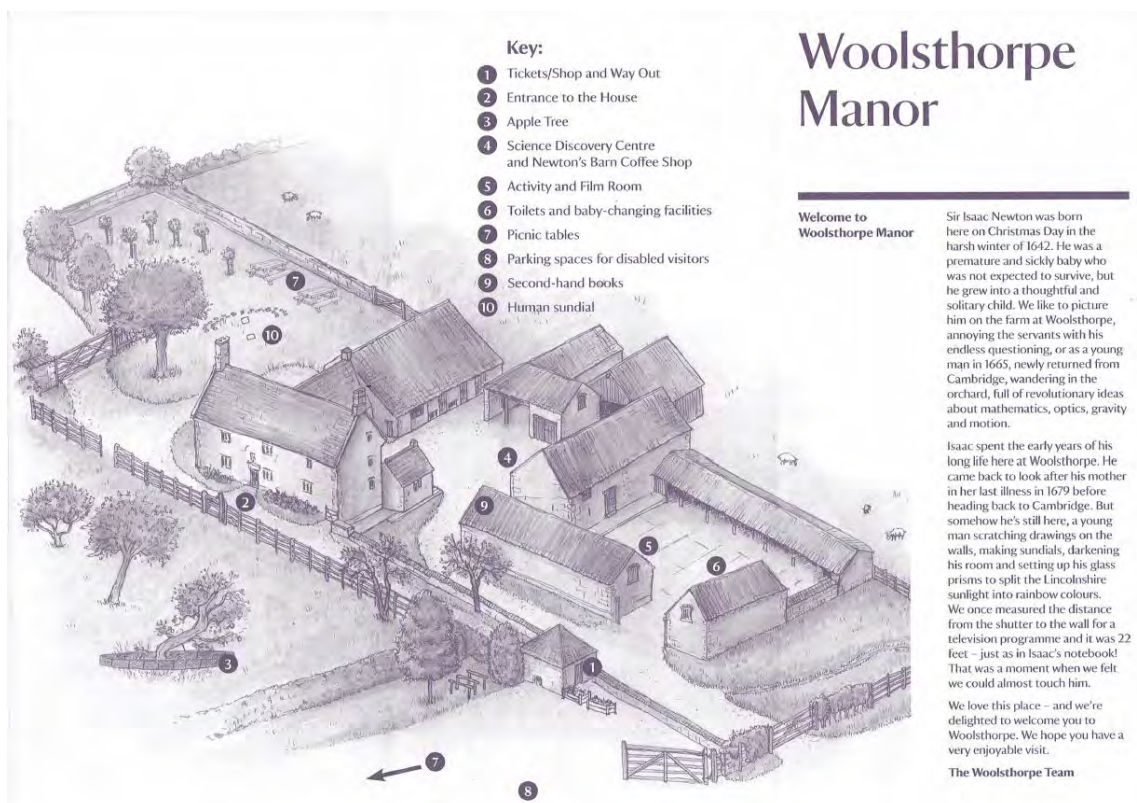 Key:
1 Tickets/Shop and Way Out
2 Entrance to the House
3 Apple Tree
4 Science Discovery Centre
and Newton's Barn Coffee Shop
5 Activity and Film Room
6 Toilets and baby-changing facilities
7 Picnic tables
8 Parking spaces for disabled visitors
9 Second-hand books
10 Human sundial
7
10
4
2
9
5
6
3
1
7
8
Woolsthorpe
Manor
Welcome to
Woolsthorpe Manor
Sir Isaac Newton was born
here on Christmas Day in the
harsh winter of 1642. He was a
premature and sickly baby who
was not expected to survive, but
he grew into a thoughtful and
solitary child. We like to picture
him on the farm at Woolsthorpe,
annoying the servants with his
endless questioning, or as a young
man in 1665, newly returned from
Cambridge, wandering in the
orchard, full of revolutionary ideas
about mathematics, optics, gravity
and motion.
Isaac spent the early years of his
long life here at Woolsthorpe. He
came back to look after his mother
in her last illness in 1679 before
heading back to Cambridge. But
somehow he's still here, a young
man scratching drawings on the
walls, making sundials, darkening
his room and setting up his glass
prisms to split the Lincolnshire
sunlight into rainbow colours.
We once measured the distance
from the shutter to the wall for a
television programme and it was 22
feet – just as in Isaac's notebook!
That was a moment when we felt
we could almost touch him.
We love this place – and we're
delighted to welcome you to
Woolsthorpe. We hope you have a
very enjoyable visit.
The Woolsthorpe Team